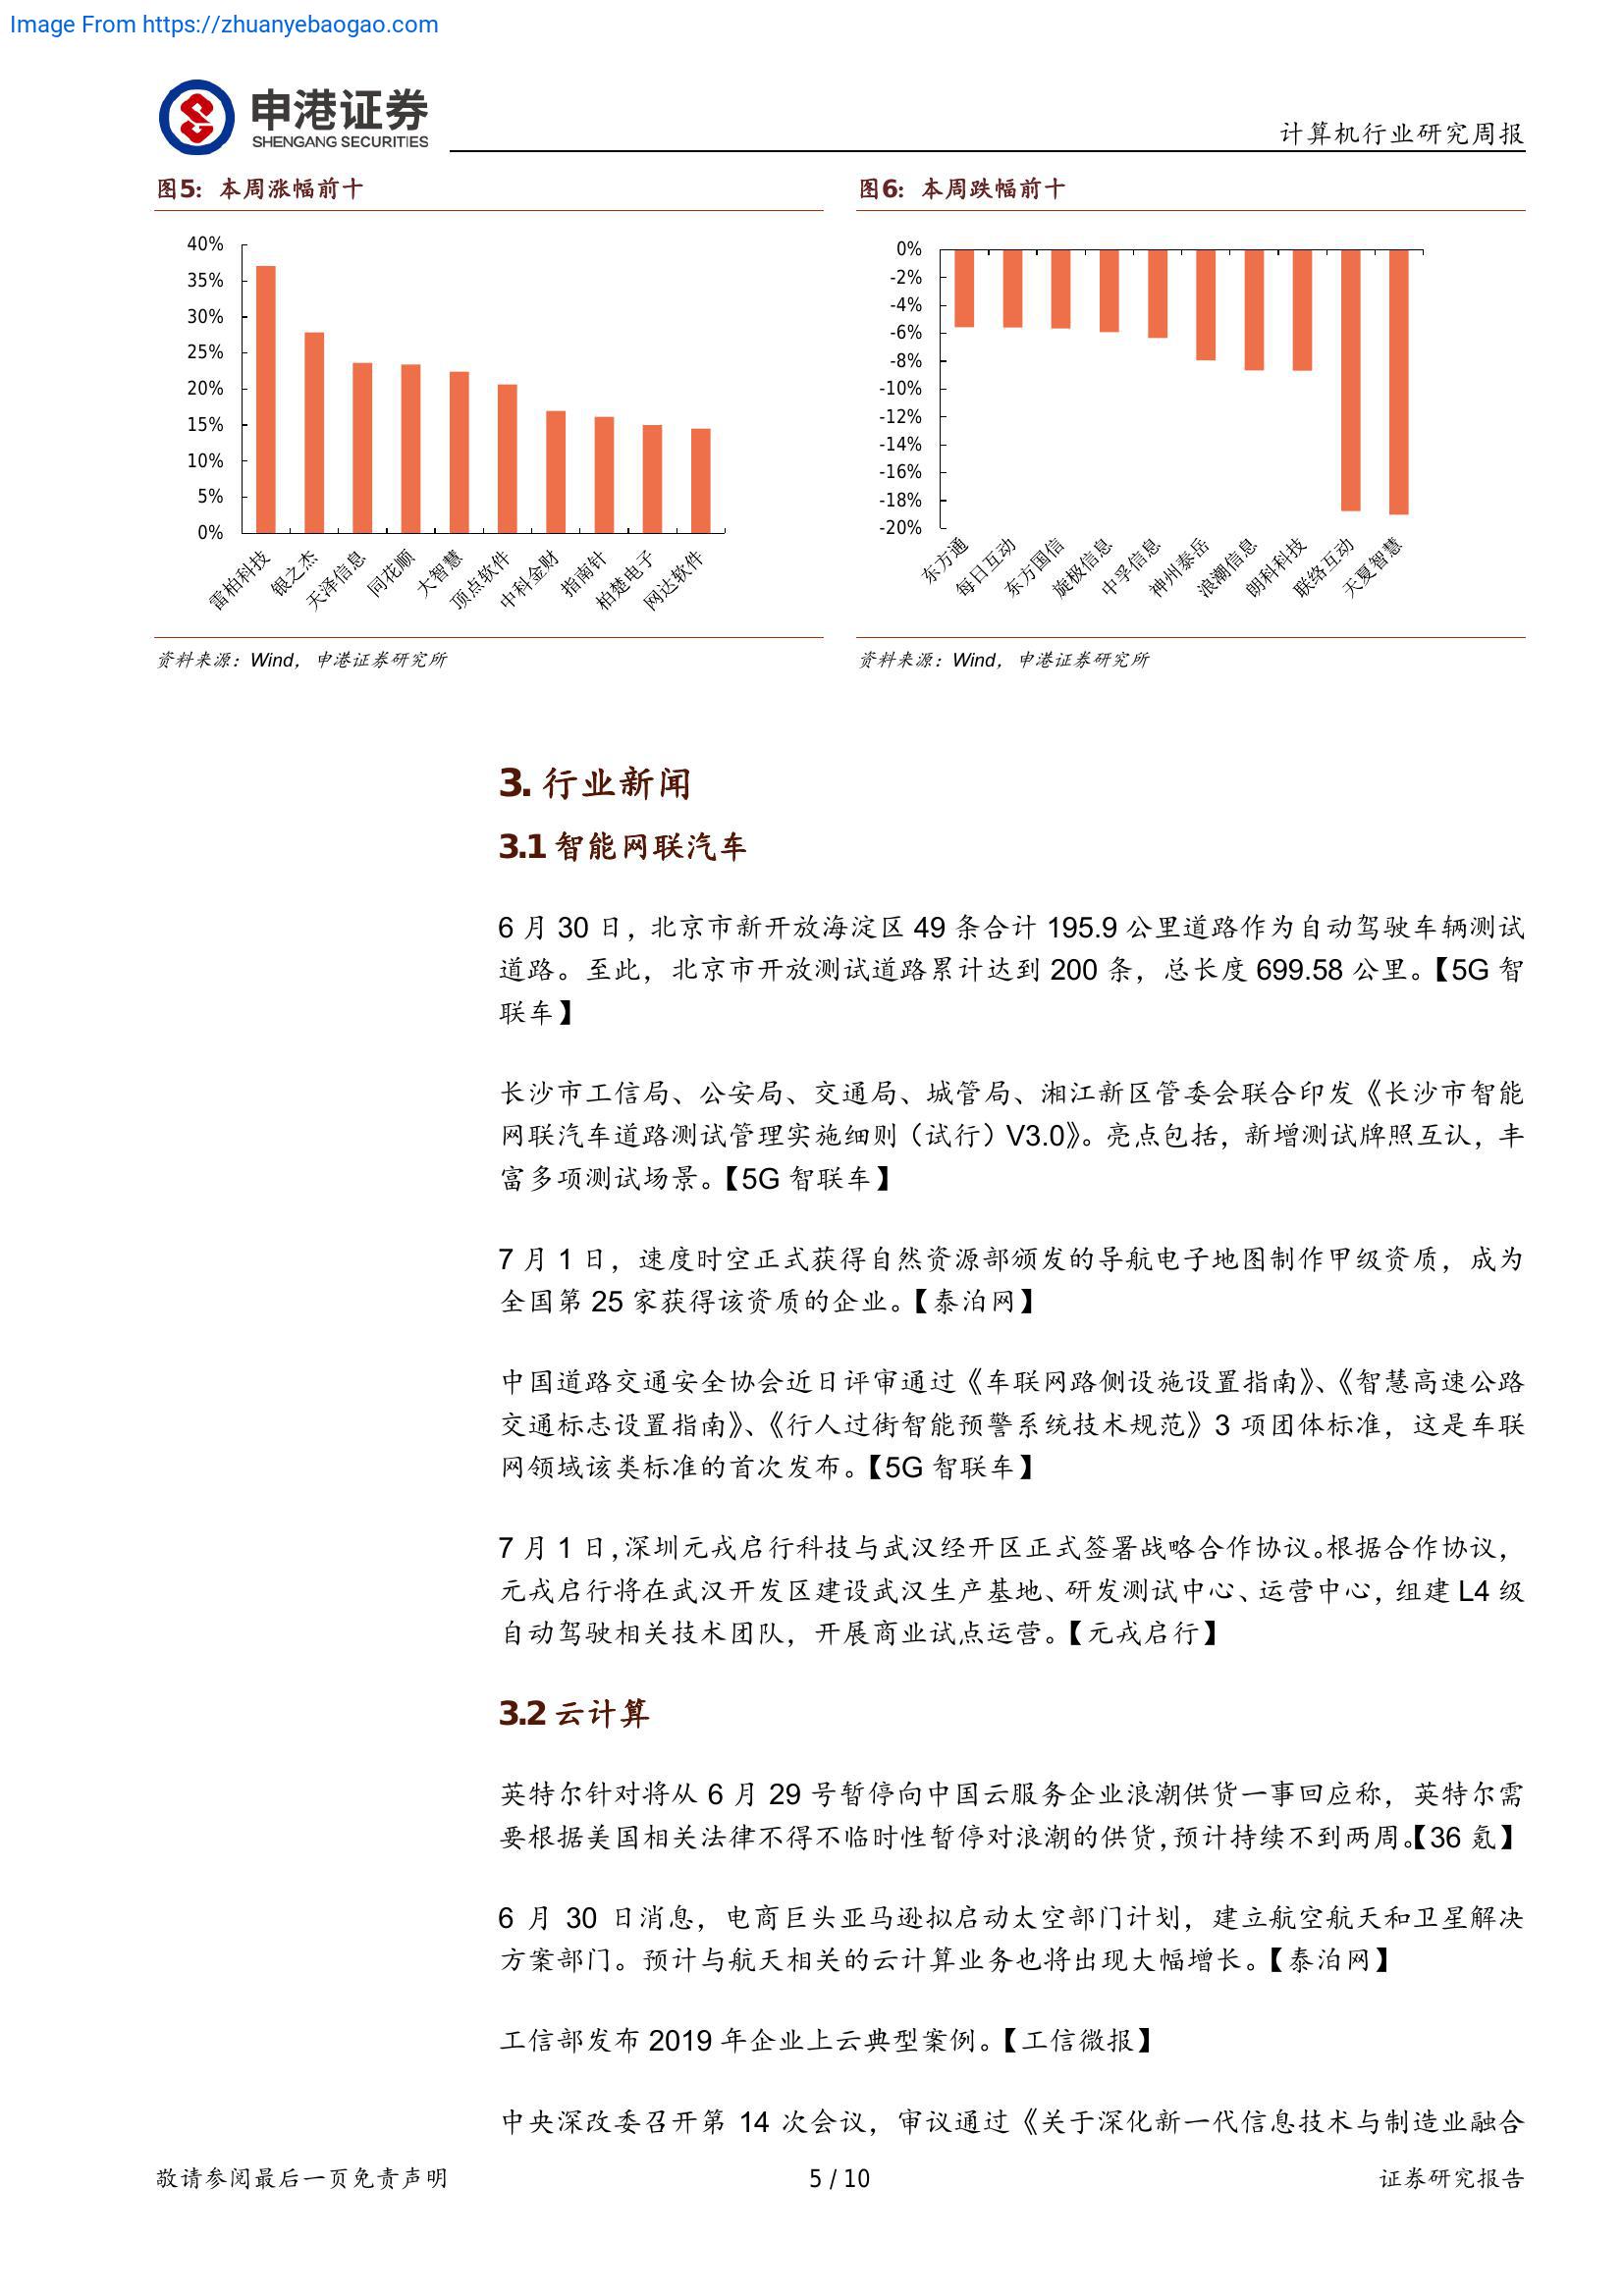 Image From https://zhuanyebaogao.com
申港证券
SHENGANG SECURITIES
计算机行业研究周报
图5: 本周涨幅前十
40%
35%
30%
25%
20%
15%
10%
5%
0%
雷柏科技
银之杰
天泽信息
同花顺
大智慧
顶点软件
中科金财
指南针
柏楚电子
网达软件
资料来源：Wind，申港证券研究所
图6: 本周跌幅前十
0%
-2%
-4%
-6%
-8%
-10%
-12%
-14%
-16%
-18%
-20%
东方通
每日互动
东方国信
旋极信息
中孚信息
神州泰岳
浪潮信息
朗科科技
联络互动
天夏智慧
资料来源：Wind，申港证券研究所
3. 行业新闻
3.1 智能网联汽车
6 月 30 日，北京市新开放海淀区 49 条合计 195.9 公里道路作为自动驾驶车辆测试
道路。至此，北京市开放测试道路累计达到 200 条，总长度 699.58 公里。【5G 智
联车】
长沙市工信局、公安局、交通局、城管局、湘江新区管委会联合印发《长沙市智能
网联汽车道路测试管理实施细则（试行）V3.0》。亮点包括，新增测试牌照互认，丰
富多项测试场景。【5G 智联车】
7 月 1 日，速度时空正式获得自然资源部颁发的导航电子地图制作甲级资质，成为
全国第 25 家获得该资质的企业。【泰泊网】
中国道路交通安全协会近日评审通过《车联网路侧设施设置指南》、《智慧高速公路
交通标志设置指南》、《行人过街智能预警系统技术规范》3 项团体标准，这是车联
网领域该类标准的首次发布。【5G 智联车】
7 月 1 日，深圳元戎启行科技与武汉经开区正式签署战略合作协议。根据合作协议，
元戎启行将在武汉开发区建设武汉生产基地、研发测试中心、运营中心，组建 L4 级
自动驾驶相关技术团队，开展商业试点运营。【元戎启行】
3.2 云计算
英特尔针对将从 6 月 29 号暂停向中国云服务企业浪潮供货一事回应称，英特尔需
要根据美国相关法律不得不临时性暂停对浪潮的供货，预计持续不到两周。【36 氪】
6 月 30 日消息，电商巨头亚马逊拟启动太空部门计划，建立航空航天和卫星解决
方案部门。预计与航天相关的云计算业务也将出现大幅增长。【泰泊网】
工信部发布 2019 年企业上云典型案例。【工信微报】
中央深改委召开第 14 次会议，审议通过《关于深化新一代信息技术与制造业融合
敬请参阅最后一页免责声明
5 / 10
证券研究报告